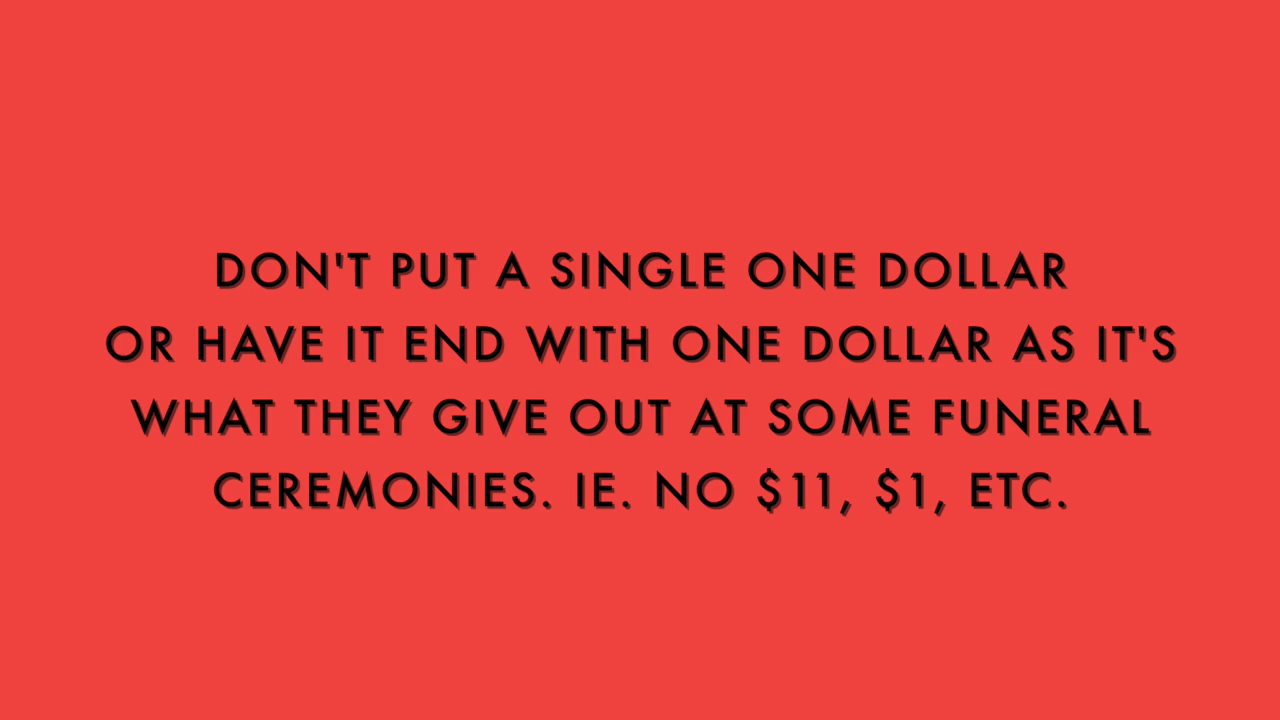 DON'T PUT A SINGLE ONE DOLLAR
OR HAVE IT END WITH ONE DOLLAR AS IT'S
WHAT THEY GIVE OUT AT SOME FUNERAL
CEREMONIES. IE. NO $11, $1, ETC.